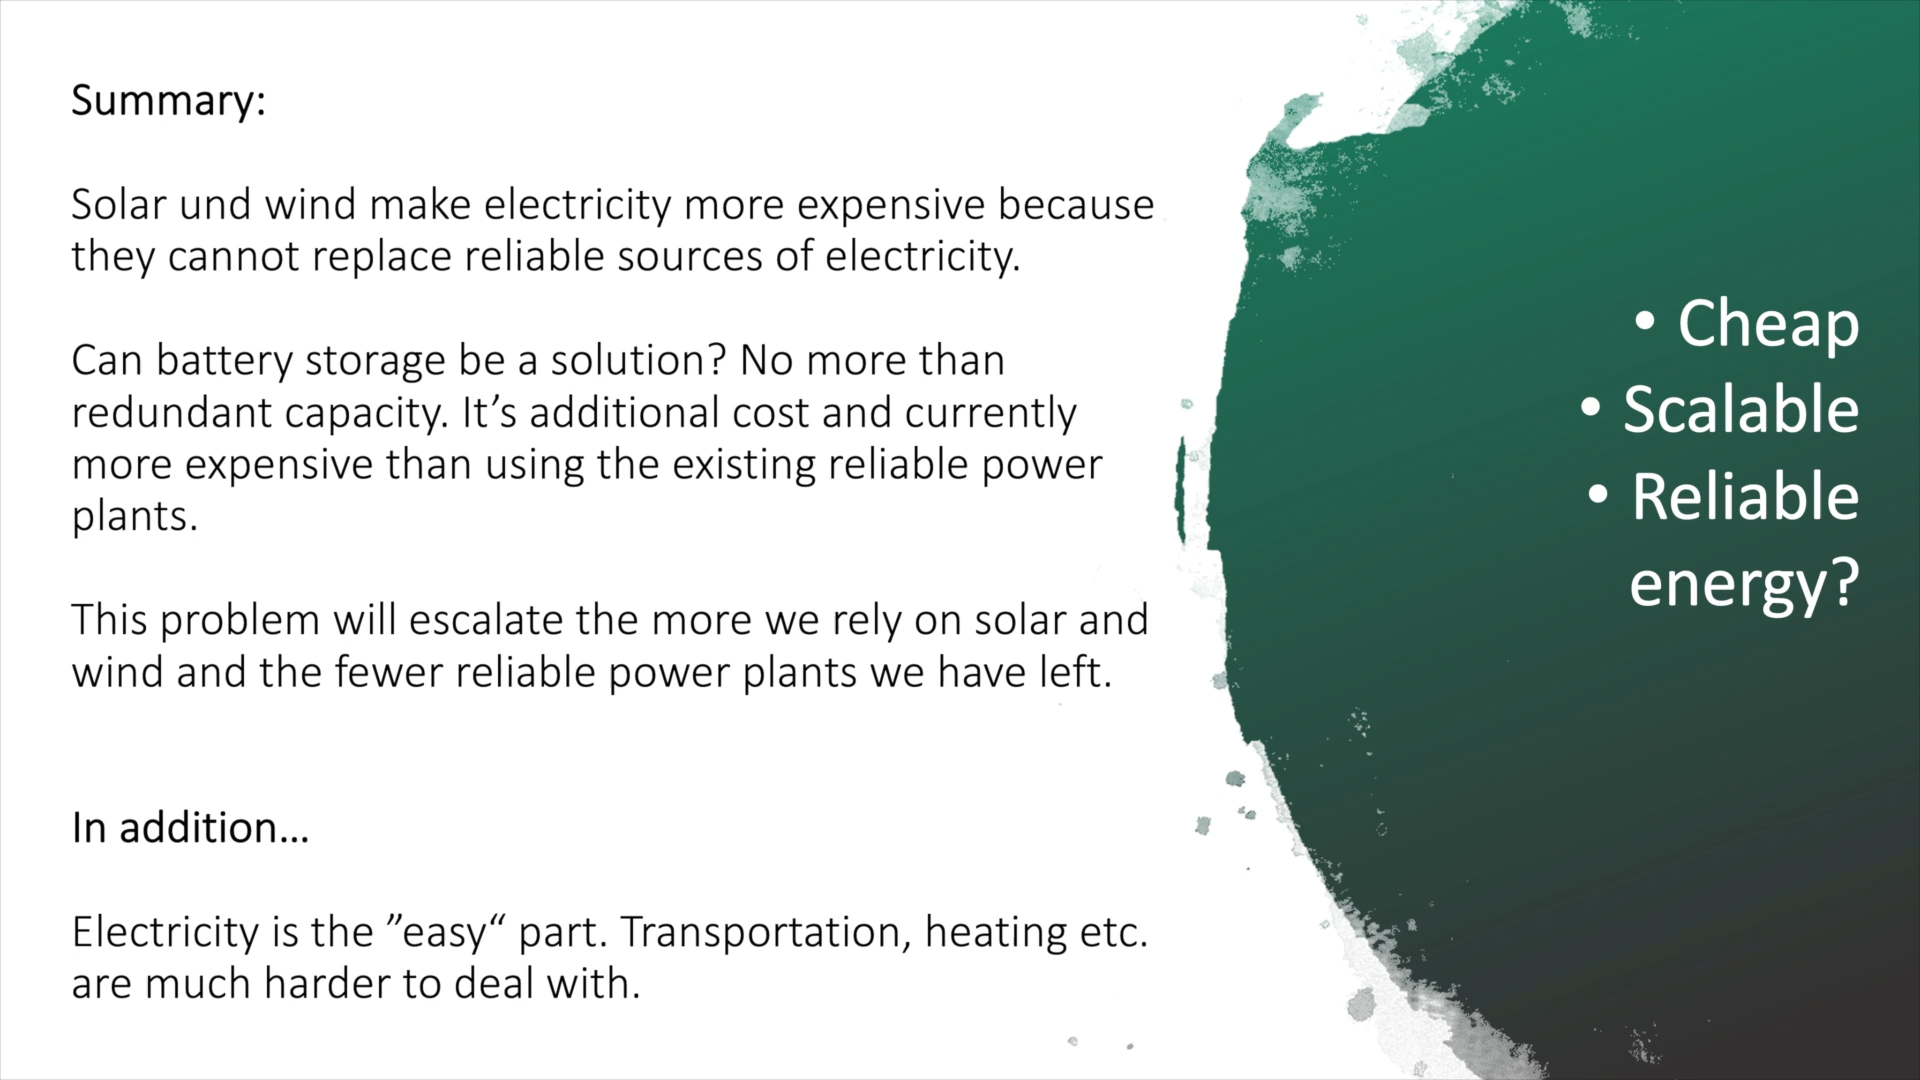 Summary:
Solar und wind make electricity more expensive because
they cannot replace reliable sources of electricity.
Can battery storage be a solution? No more than
redundant capacity. It’s additional cost and currently
more expensive than using the existing reliable power
plants.
This problem will escalate the more we rely on solar and
wind and the fewer reliable power plants we have left.
In addition...
Electricity is the ”easy“ part. Transportation, heating etc.
are much harder to deal with.
• Cheap
• Scalable
• Reliable
energy?